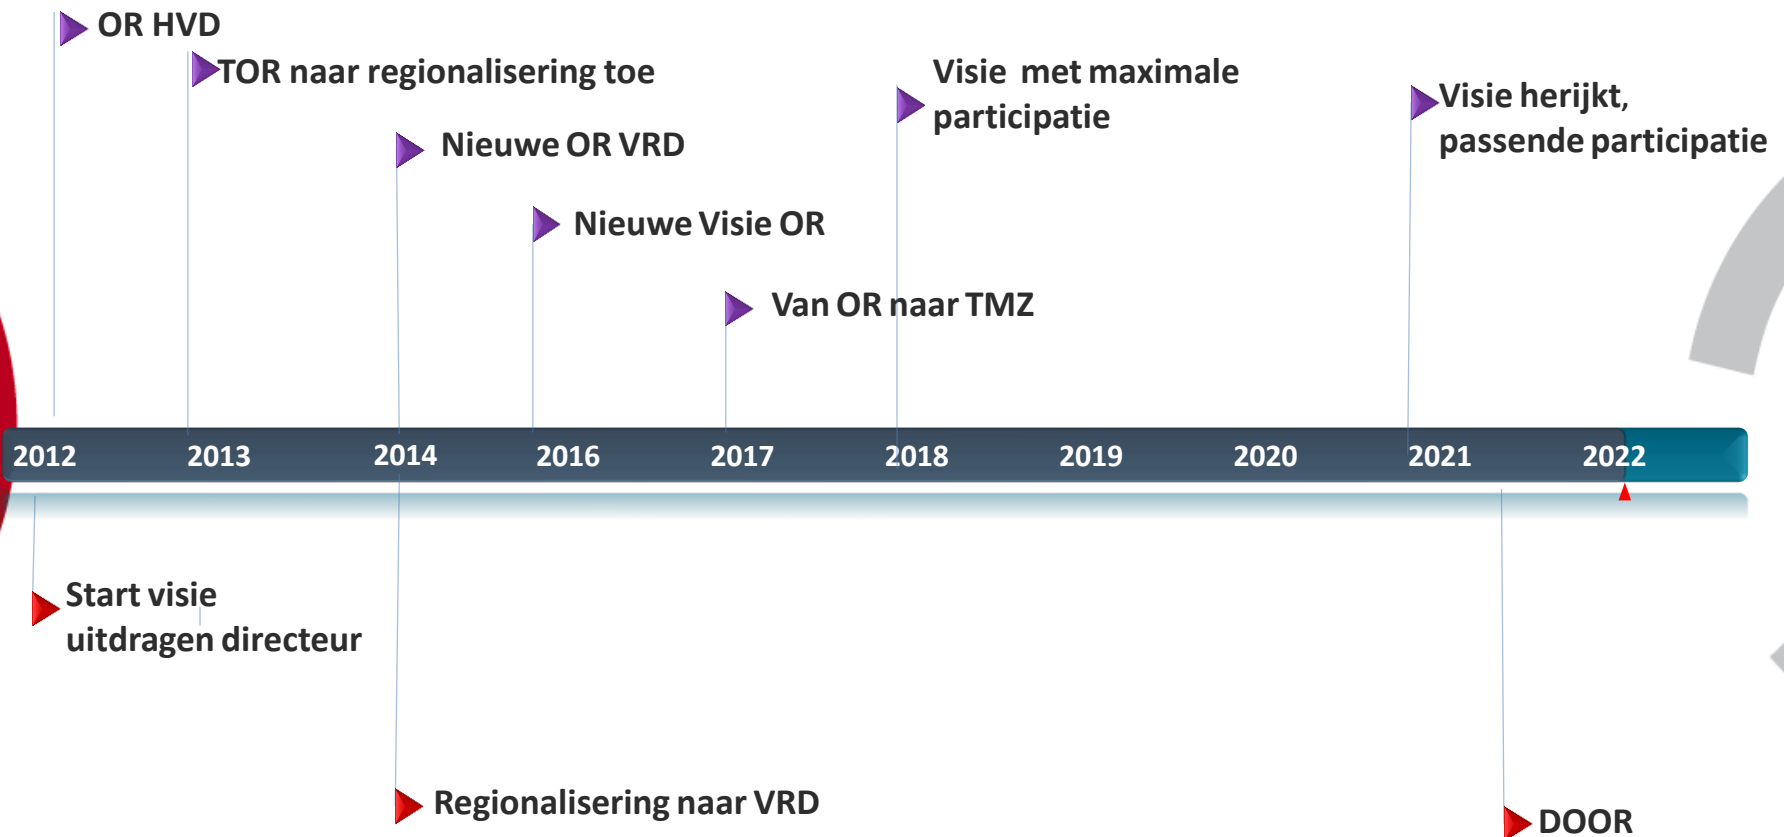 OR HVD
TOR naar regionalisering toe
Nieuwe OR VRD
Nieuwe Visie OR
Van OR naar TMZ
Visie met maximale
participatie
Visie herijkt,
passende participatie
2012 2013 2014 2016 2017 2018 2019 2020 2021 2022
Start visie
uitdragen directeur
Regionalisering naar VRD
DOOR